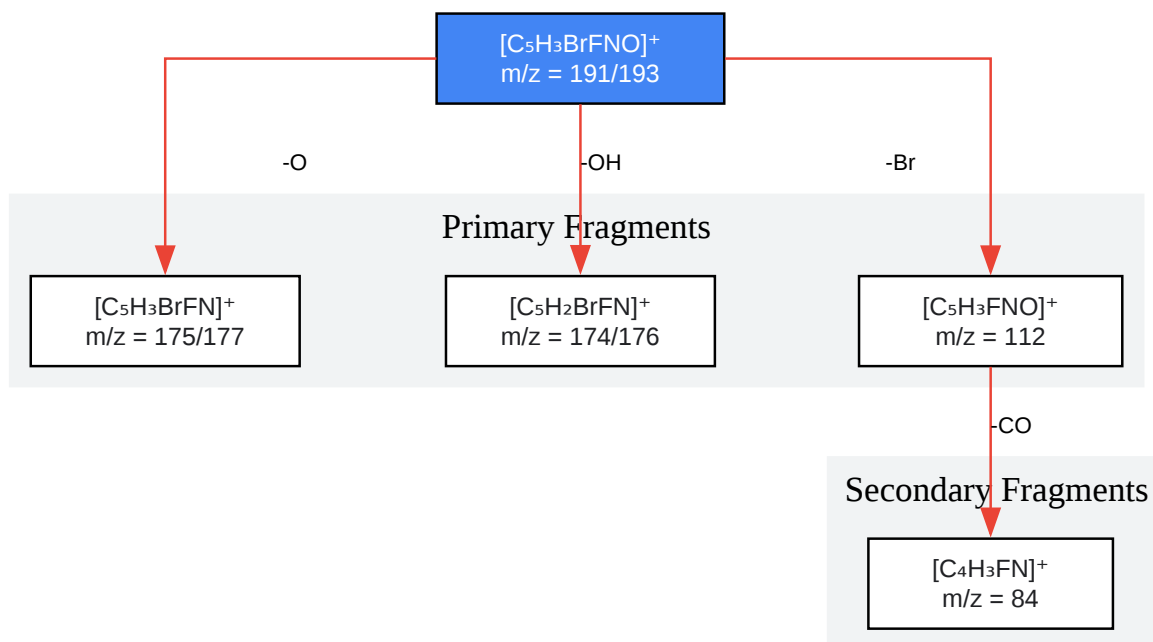 [C₅H₃BrFNO]⁺
m/z = 191/193
-O
-OH
-Br
Primary Fragments
[C₅H₃BrFN]⁺
m/z = 175/177
[C₅H₂BrFN]⁺
m/z = 174/176
[C₅H₃FNO]⁺
m/z = 112
-CO
Secondary Fragments
[C₄H₃FN]⁺
m/z = 84